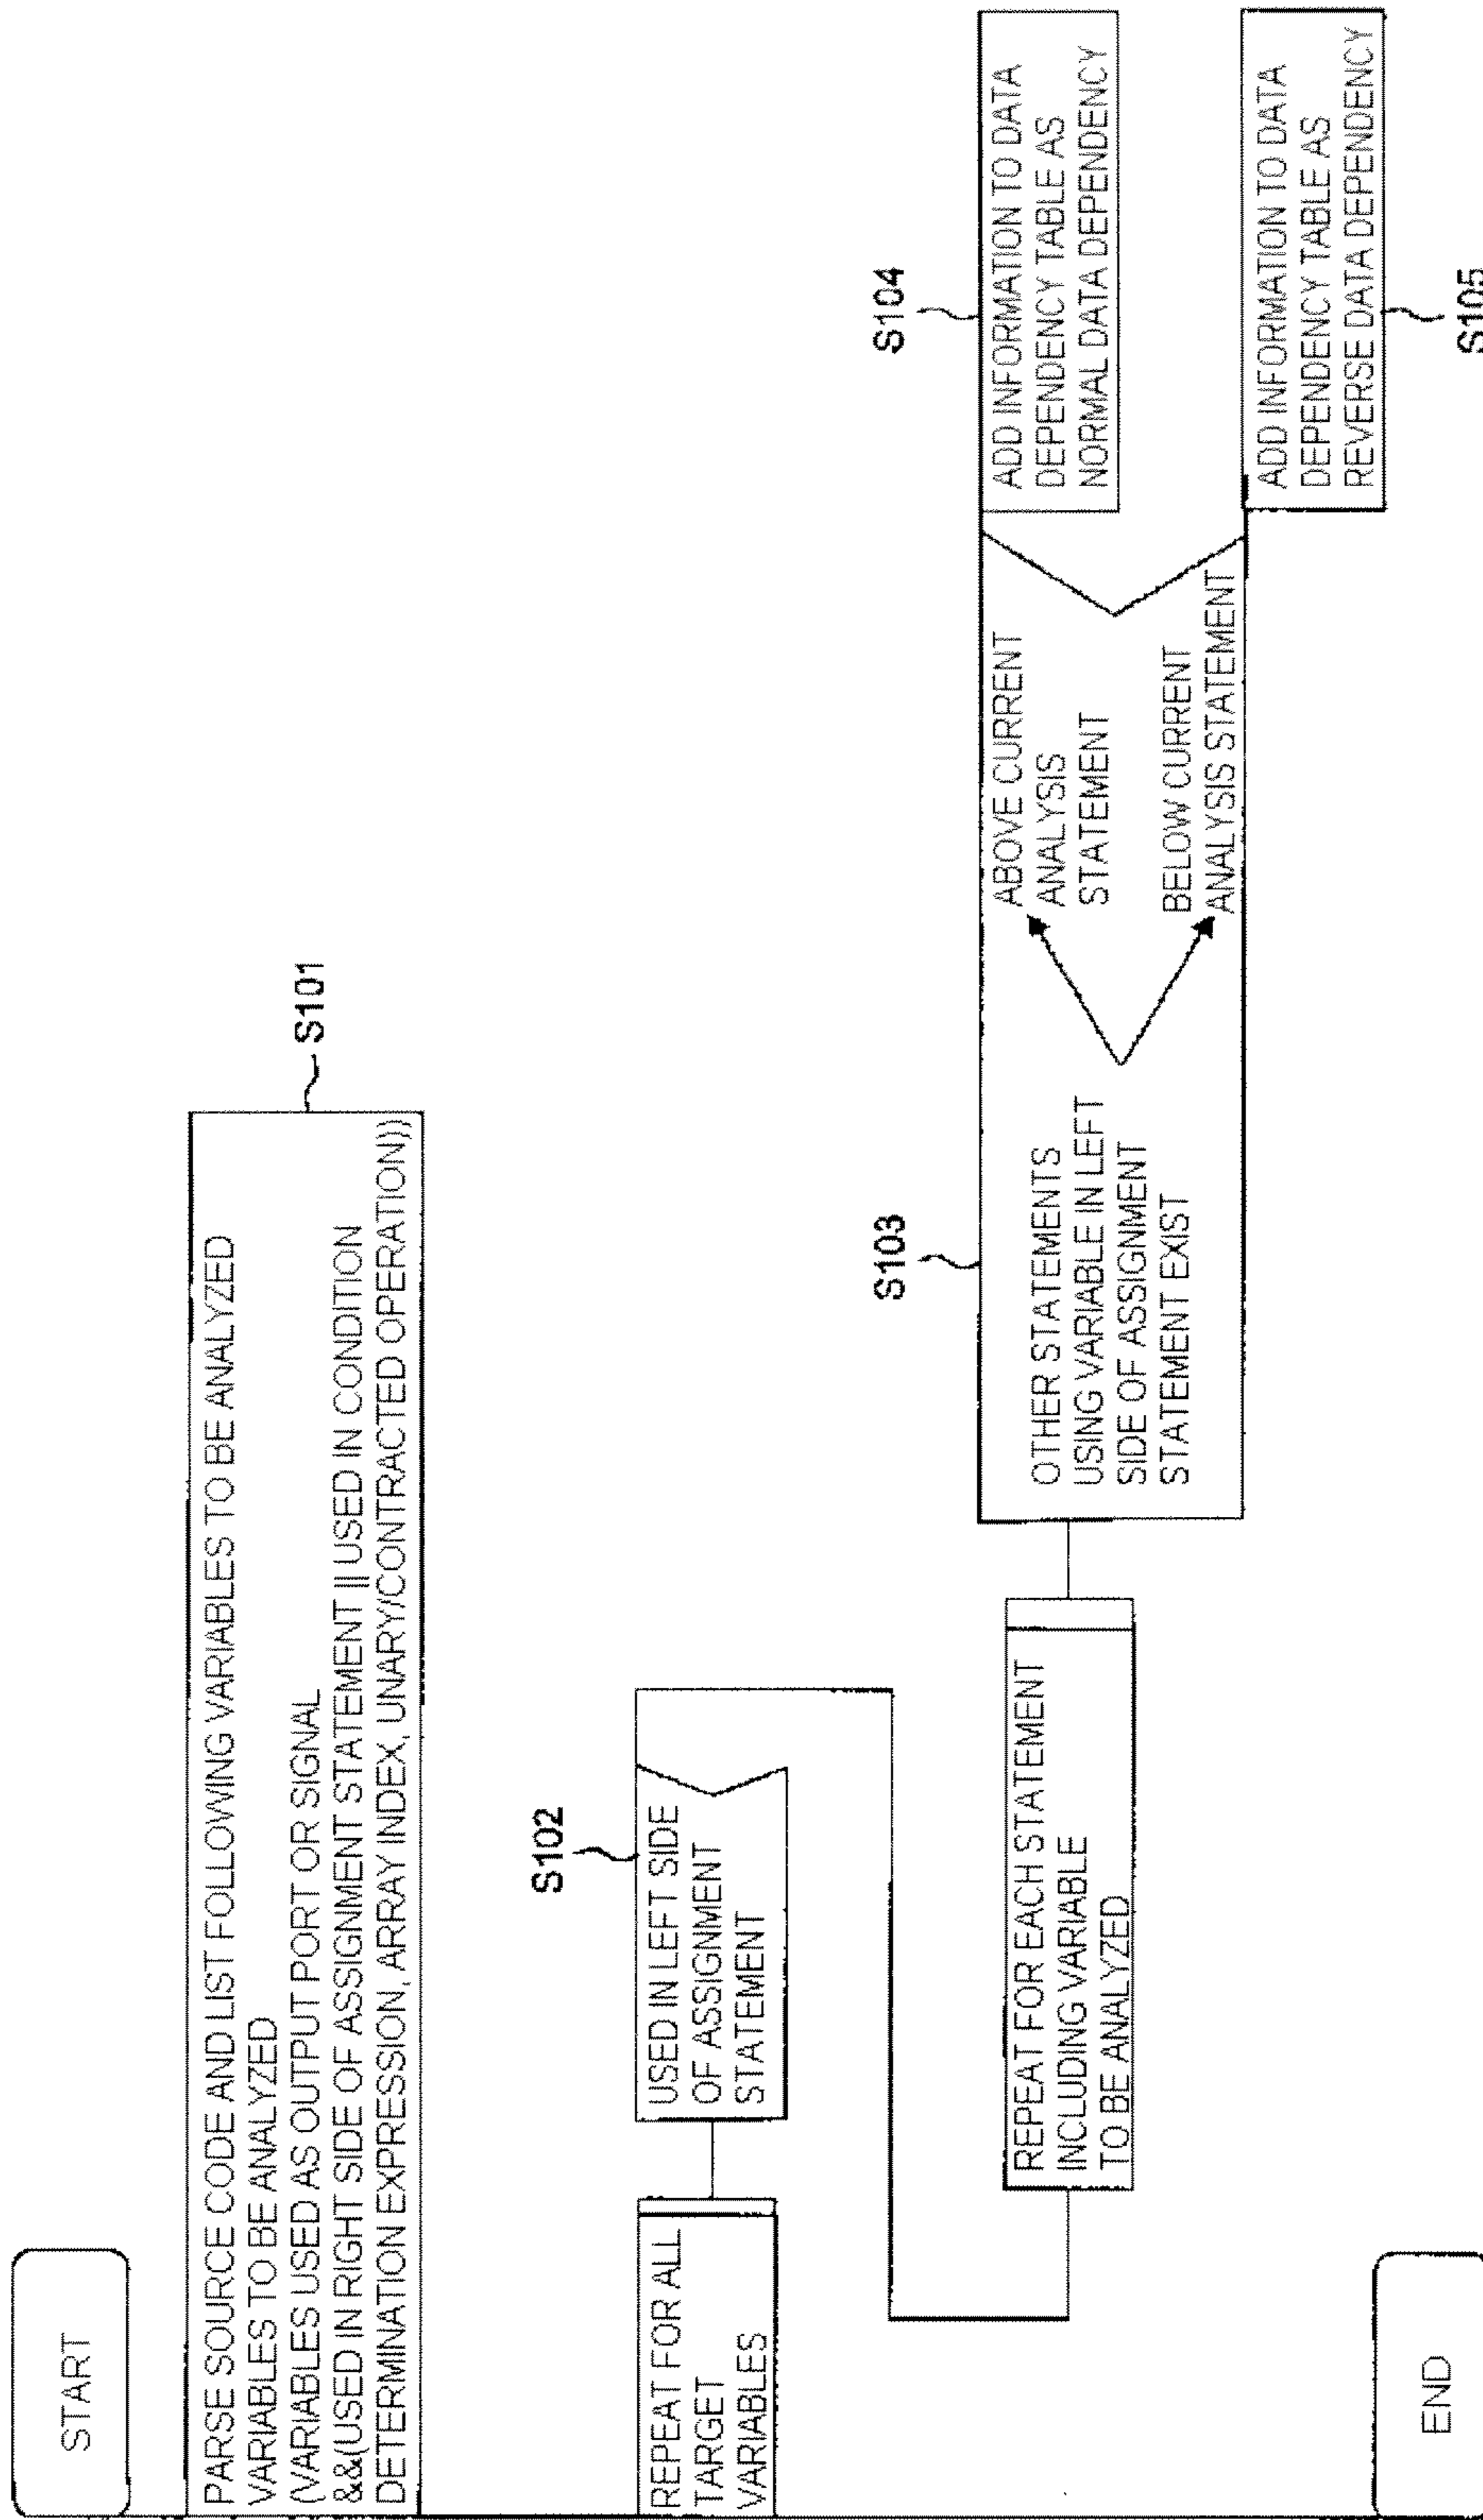 START
PARSE SOURCE CODE AND LIST FOLLOWING VARIABLES TO BE ANALYZED
VARIABLES TO BE ANALYZED
(VARIABLES USED AS OUTPUT PORT OR SIGNAL
&&(USED IN RIGHT SIDE OF ASSIGNMENT STATEMENT || USED IN CONDITION
DETERMINATION EXPRESSION, ARRAY INDEX, UNARY/CONTRACTED OPERATION))
S101
REPEAT FOR ALL
TARGET
VARIABLES
S102
USED IN LEFT SIDE
OF ASSIGNMENT
STATEMENT
REPEAT FOR EACH STATEMENT
INCLUDING VARIABLE
TO BE ANALYZED
S103
OTHER STATEMENTS
USING VARIABLE IN LEFT
SIDE OF ASSIGNMENT
STATEMENT EXIST
ABOVE CURRENT
ANALYSIS
STATEMENT
BELOW CURRENT
ANALYSIS STATEMENT
S104
ADD INFORMATION TO DATA
DEPENDENCY TABLE AS
NORMAL DATA DEPENDENCY
ADD INFORMATION TO DATA
DEPENDENCY TABLE AS
REVERSE DATA DEPENDENCY
S105
END